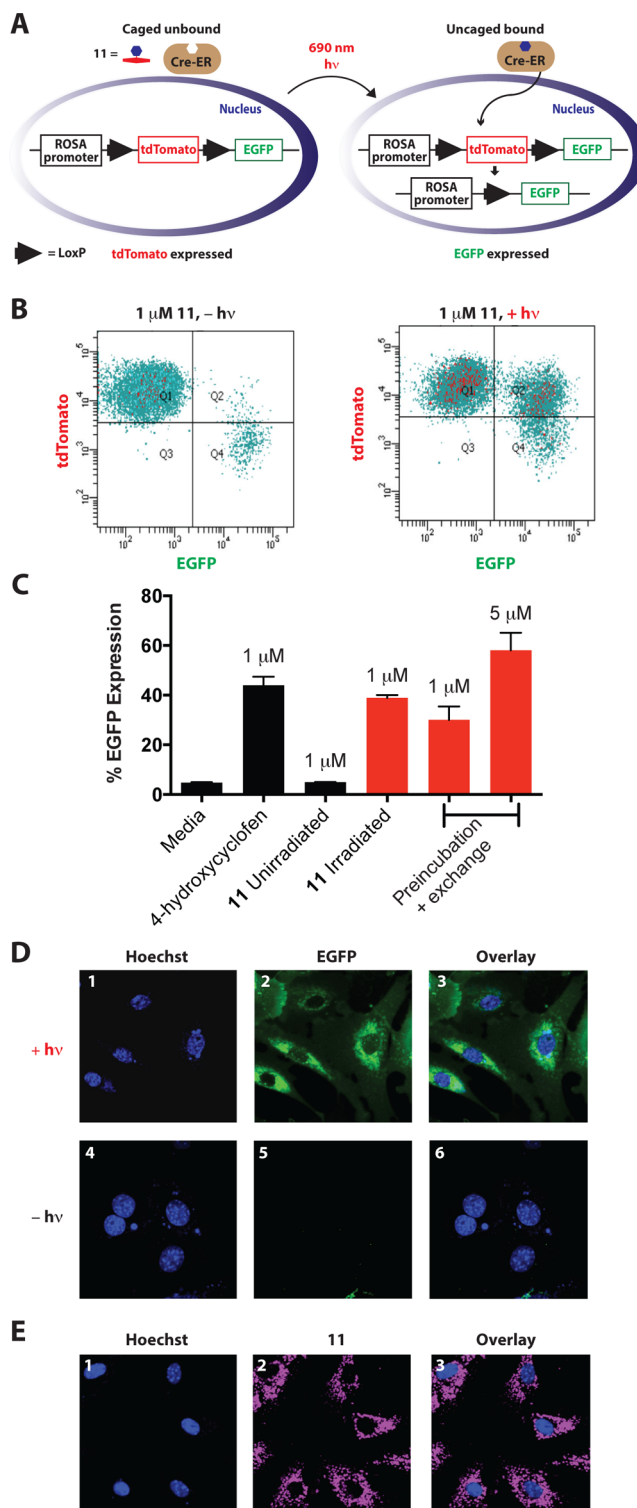 A
Caged unbound
11 =
Cre-ER
Nucleus
ROSA
promoter
tdTomato
EGFP
= LoxP
tdTomato expressed
690 nm
hν
Uncaged bound
Cre-ER
Nucleus
ROSA
promoter
tdTomato
EGFP
ROSA
promoter
EGFP
EGFP expressed
B
1 μM 11, – hν
tdTomato
10⁵
10⁴
10³
10²
Q1
Q2
Q3
Q4
10² 10³ 10⁴ 10⁵
EGFP
1 μM 11, + hν
tdTomato
10⁵
10⁴
10³
10²
Q1
Q2
Q3
Q4
10² 10³ 10⁴ 10⁵
EGFP
C
% EGFP Expression
80
60
40
20
0
1 μM
1 μM
1 μM
1 μM
5 μM
Media
4-hydroxycyclofen
11 Unirradiated
11 Irradiated
Preincubation
+ exchange
D
Hoechst
EGFP
Overlay
+ hν
1
2
3
– hν
4
5
6
E
Hoechst
11
Overlay
1
2
3